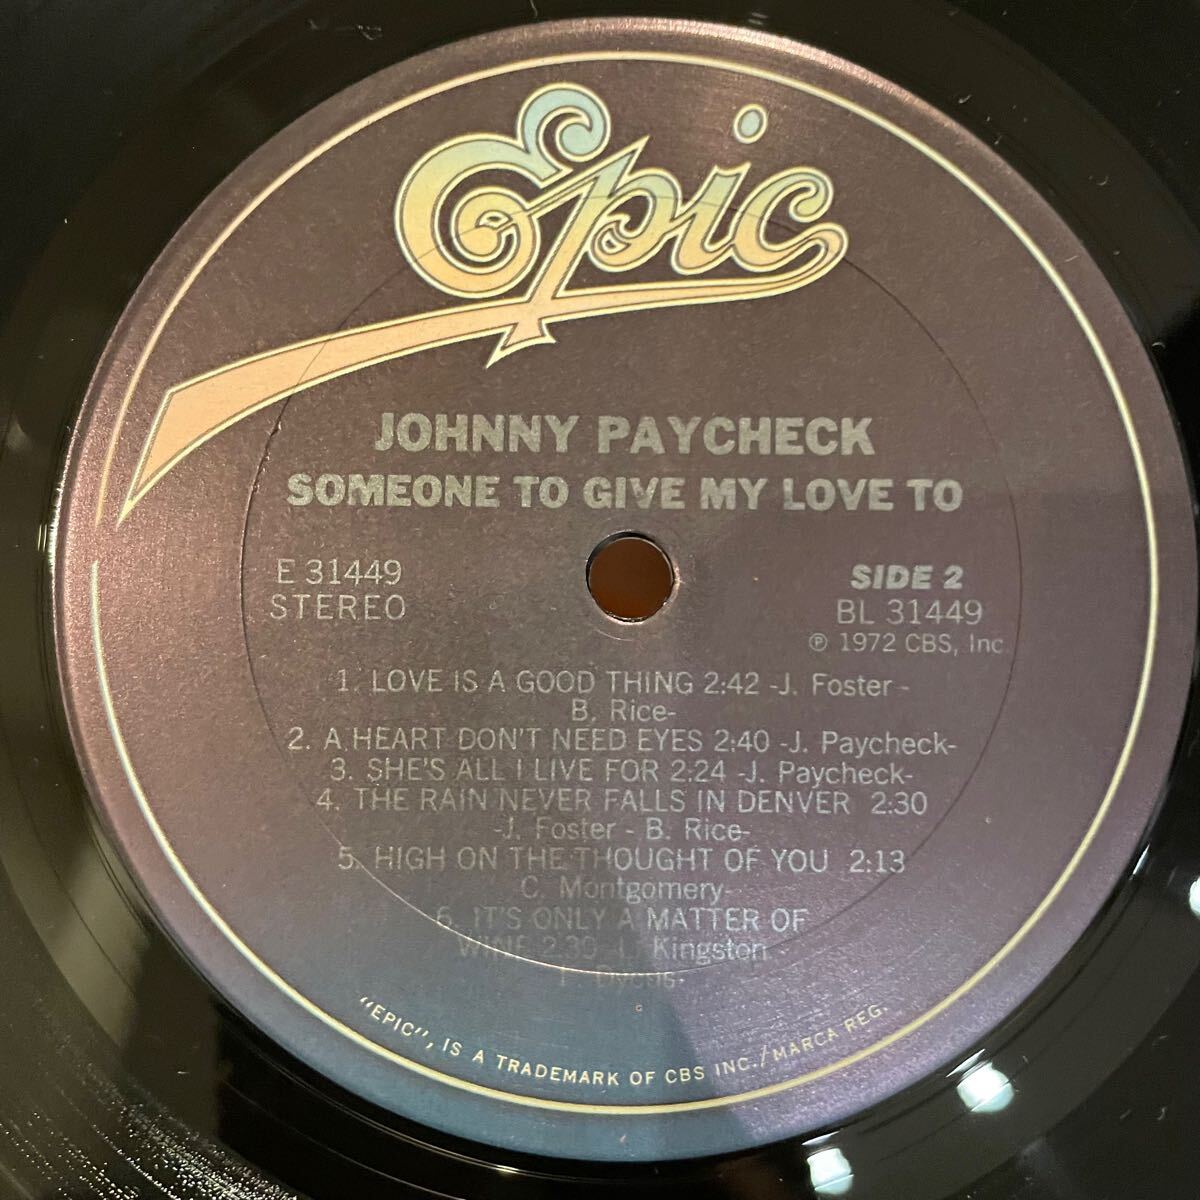 Epic
JOHNNY PAYCHECK
SOMEONE TO GIVE MY LOVE TO
E 31449
STEREO
SIDE 2
BL 31449
℗ 1972 CBS, Inc
1. LOVE IS A GOOD THING 2:42 -J. Foster -
B. Rice-
2. A HEART DON'T NEED EYES 2:40 -J. Paycheck-
3. SHE'S ALL I LIVE FOR 2:24 -J. Paycheck-
4. THE RAIN NEVER FALLS IN DENVER 2:30
-J. Foster - B. Rice-
5. HIGH ON THE THOUGHT OF YOU 2:13
C. Montgomery-
6. IT'S ONLY A MATTER OF
WINE 2:30 -L. Kingston -
"EPIC", IS A TRADEMARK OF CBS INC./MARCA REG.